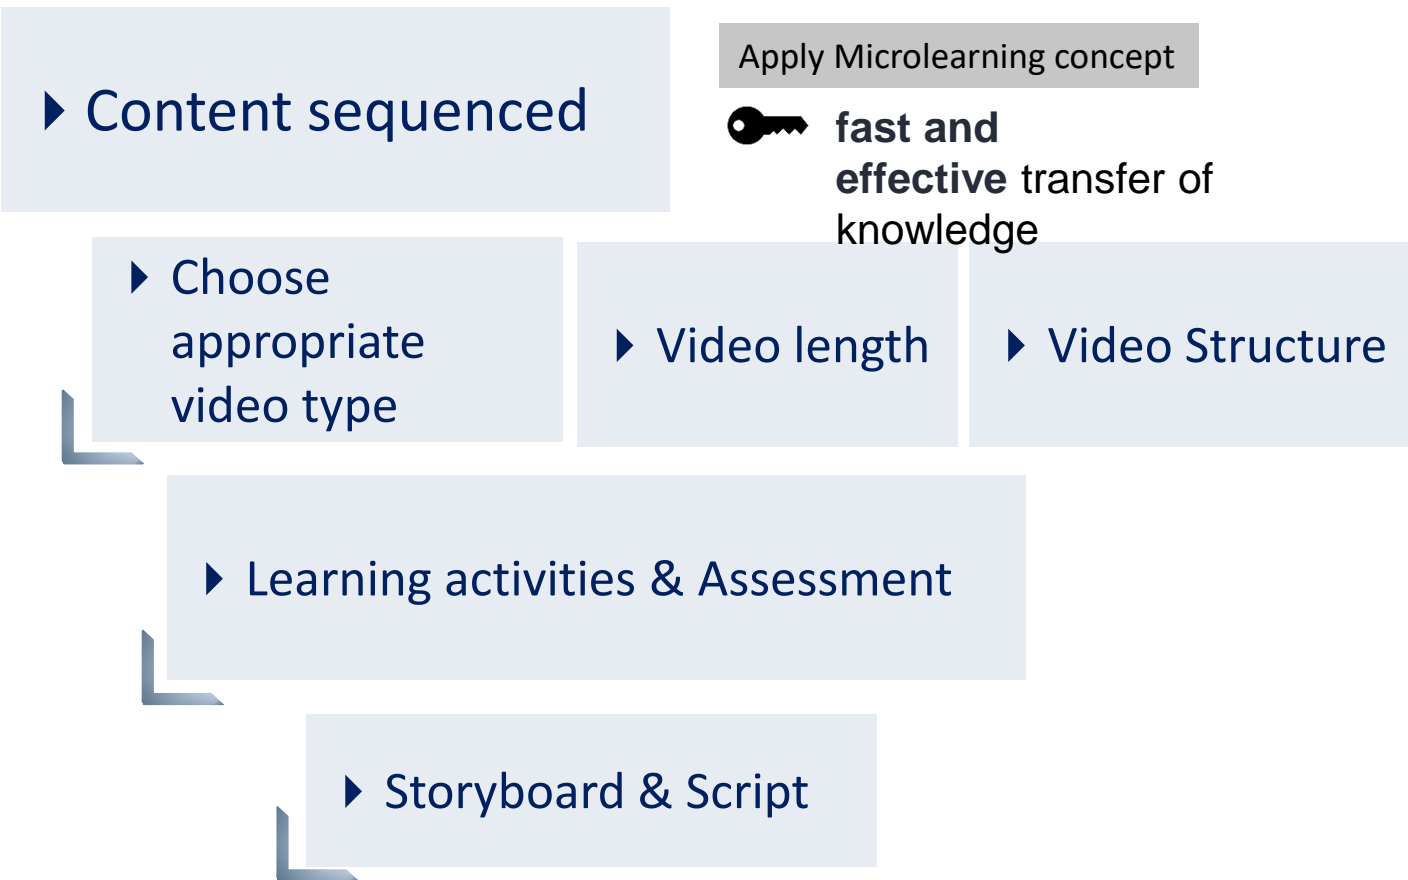 Content sequenced
Apply Microlearning concept
fast and
effective transfer of
knowledge
Choose
appropriate
video type
Video length
Video Structure
Learning activities & Assessment
Storyboard & Script